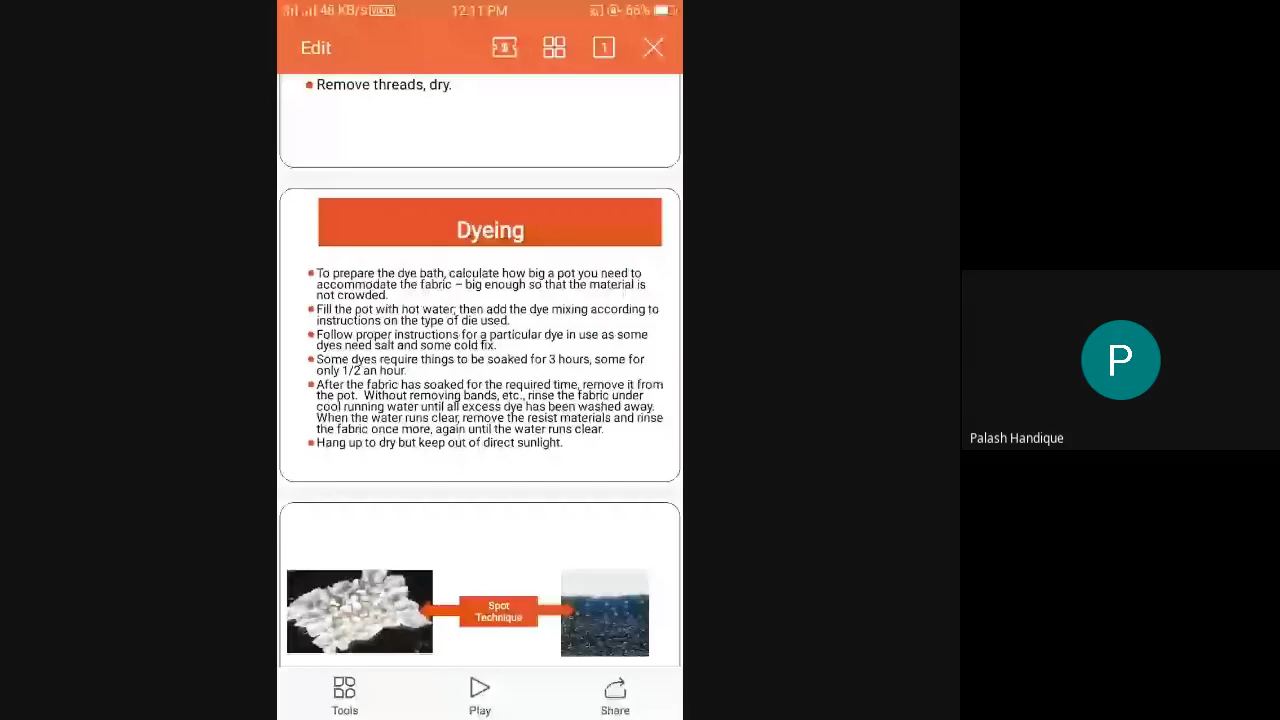 46 KB/s VoLTE 12:11 PM 66%
Edit
1
Remove threads, dry.
Dyeing
To prepare the dye bath, calculate how big a pot you need to
accommodate the fabric – big enough so that the material is
not crowded.
Fill the pot with hot water; then add the dye mixing according to
instructions on the type of die used.
Follow proper instructions for a particular dye in use as some
dyes need salt and some cold fix.
Some dyes require things to be soaked for 3 hours, some for
only 1/2 an hour.
After the fabric has soaked for the required time, remove it from
the pot. Without removing bands, etc., rinse the fabric under
cool running water until all excess dye has been washed away.
When the water runs clear, remove the resist materials and rinse
the fabric once more, again until the water runs clear.
Hang up to dry but keep out of direct sunlight.
Spot
Technique
Tools Play Share
P
Palash Handique